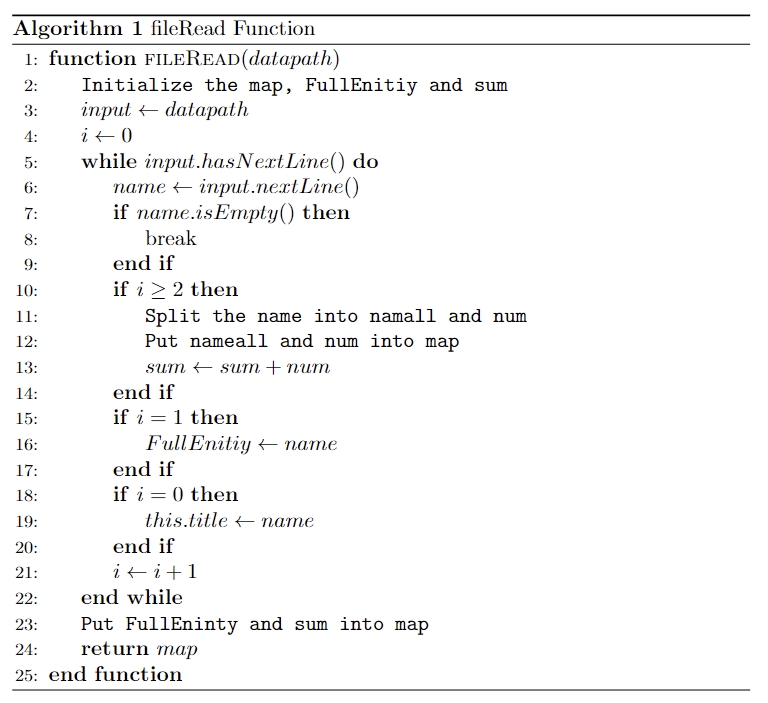 Algorithm 1 fileRead Function
1: function FILEREAD(datapath)
2: Initialize the map, FullEnitiy and sum
3: input ← datapath
4: i ← 0
5: while input.hasNextLine() do
6: name ← input.nextLine()
7: if name.isEmpty() then
8: break
9: end if
10: if i ≥ 2 then
11: Split the name into namall and num
12: Put nameall and num into map
13: sum ← sum + num
14: end if
15: if i = 1 then
16: FullEnitiy ← name
17: end if
18: if i = 0 then
19: this.title ← name
20: end if
21: i ← i + 1
22: end while
23: Put FullEninty and sum into map
24: return map
25: end function